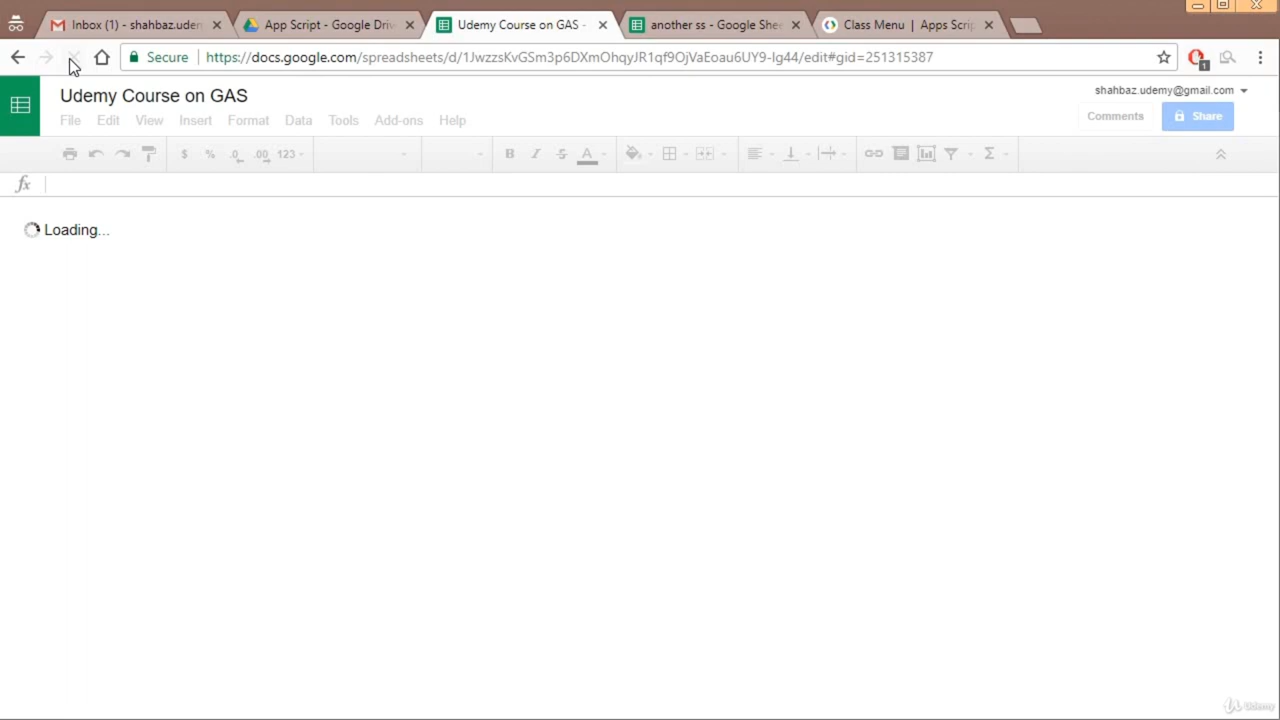 Inbox (1) - shahbaz.uden
App Script - Google Driv
Udemy Course on GAS -
another ss - Google Shee
Class Menu | Apps Scrip
Secure
https://docs.google.com/spreadsheets/d/1JwzzsKvGSm3p6DXmOhqyJR1qf9OjVaEoau6UY9-Ig44/edit#gid=251315387
1
Udemy Course on GAS
shahbaz.udemy@gmail.com
File Edit View Insert Format Data Tools Add-ons Help
Comments
Share
$ % .0 .00 123 B I S A Σ
fx
Loading...
Udemy